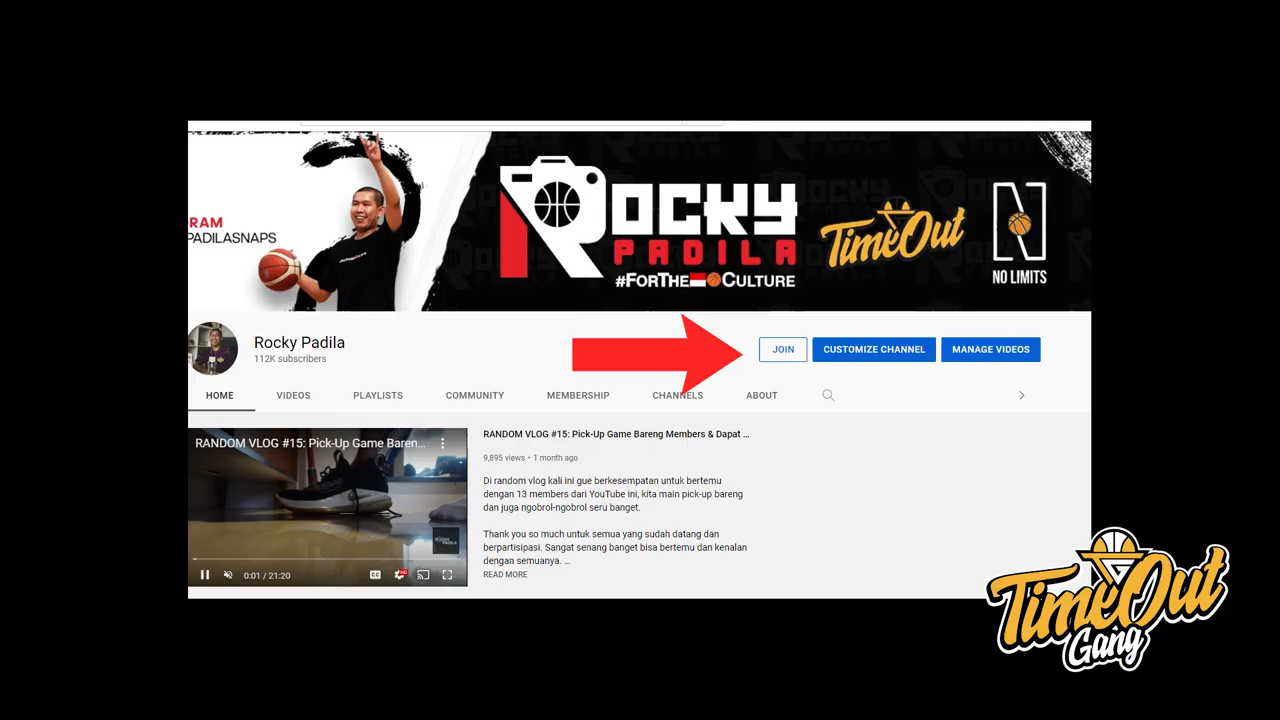 RAM
PADILASNAPS
ROCKY
PADILA
#FORTHE CULTURE
TimeOut
N
NO LIMITS
Rocky Padila
112K subscribers
JOIN
CUSTOMIZE CHANNEL
MANAGE VIDEOS
HOME
VIDEOS
PLAYLISTS
COMMUNITY
MEMBERSHIP
CHANNELS
ABOUT
RANDOM VLOG #15: Pick-Up Game Baren...
0:01 / 21:20
CC
HD
RANDOM VLOG #15: Pick-Up Game Bareng Members & Dapat ...
9,895 views • 1 month ago
Di random vlog kali ini gue berkesempatan untuk bertemu
dengan 13 members dari YouTube ini, kita main pick-up bareng
dan juga ngobrol-ngobrol seru banget.
Thank you so much untuk semua yang sudah datang dan
berpartisipasi. Sangat senang banget bisa bertemu dan kenalan
dengan semuanya. ...
READ MORE
TimeOut
Gang